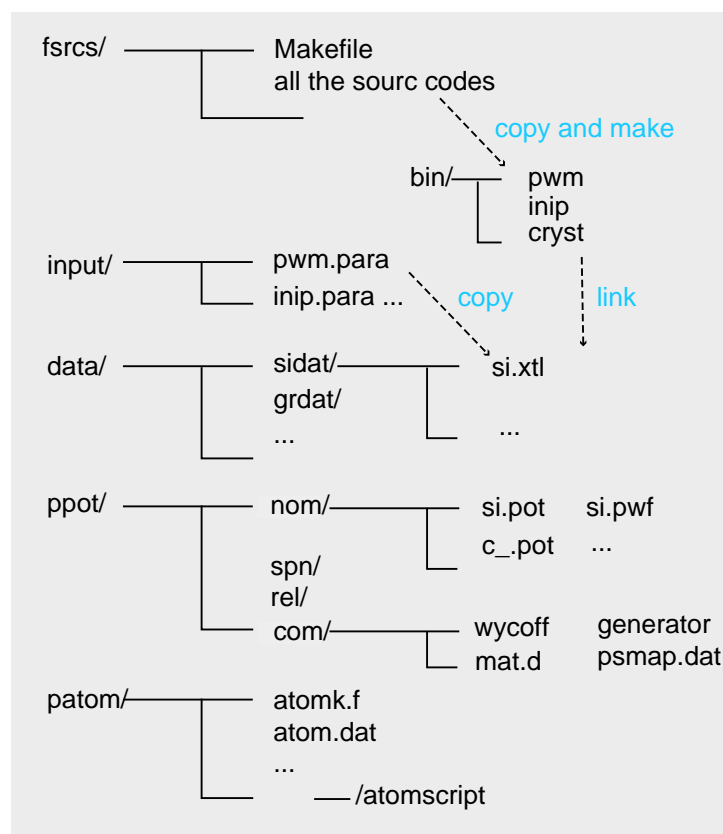 fsrcs/ Makefile
all the sourc codes
copy and make
bin/ pwm
inip
cryst
input/ pwm.para
inip.para ... copy link
data/ sidat/ si.xtl
grdat/
... ...
ppot/ nom/ si.pot si.pwf
c_.pot ...
spn/
rel/
com/ wycoff generator
mat.d psmap.dat
patom/ atomk.f
atom.dat
...
/atomscript